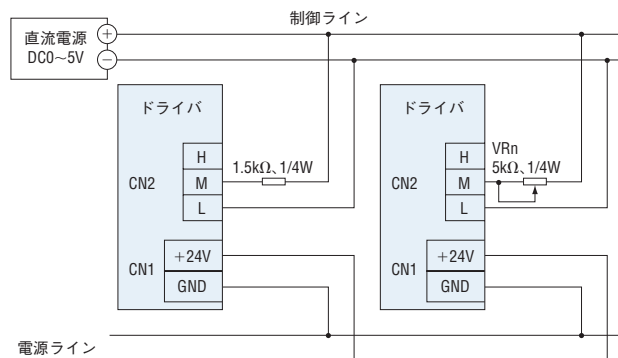 制御ライン
直流電源
DC0～5V
+
−
ドライバ
H
M
L
CN2
1.5kΩ、1/4W
+24V
GND
CN1
ドライバ
H
M
L
CN2
VRn
5kΩ、1/4W
+24V
GND
CN1
電源ライン